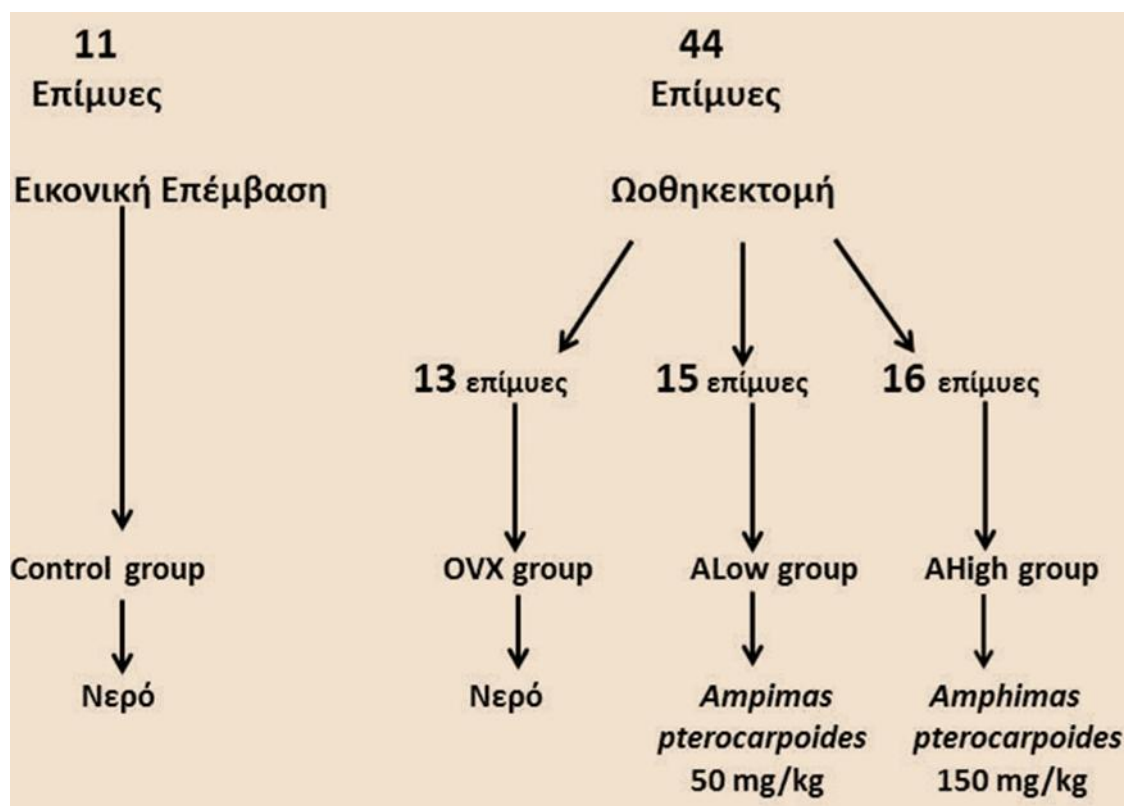 11
Επίμυες
44
Επίμυες
Εικονική Επέμβαση
Ωοθηκεκτομή
13 επίμυες
15 επίμυες
16 επίμυες
Control group
OVX group
ALow group
AHigh group
Νερό
Νερό
Ampimas
pterocarpoides
50 mg/kg
Amphimas
pterocarpoides
150 mg/kg